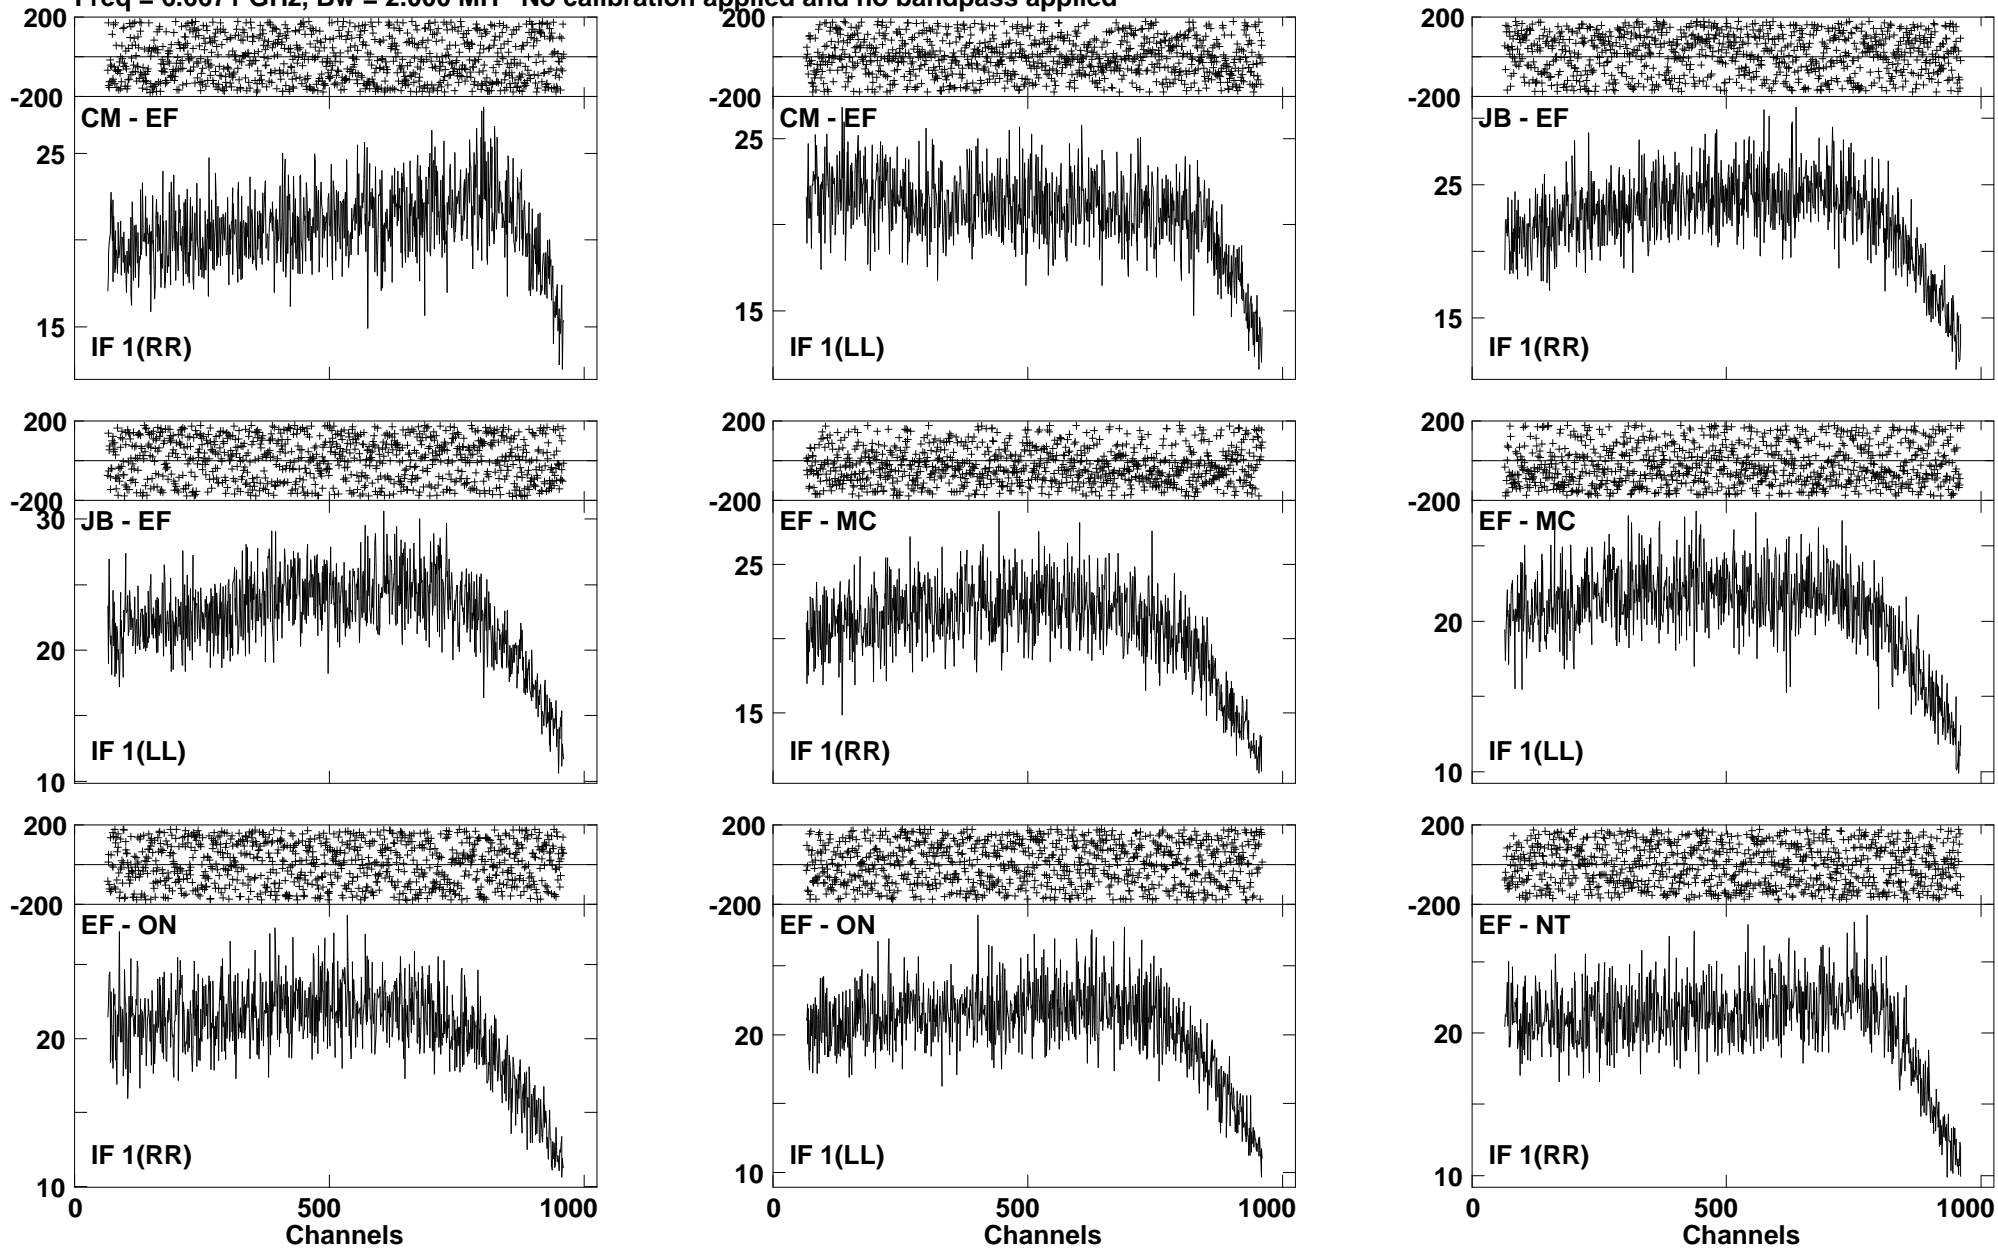 No calibration applied and no bandpass applied
200
-200
CM - EF
25
15
IF 1(RR)
200
-200
CM - EF
25
15
IF 1(LL)
200
-200
JB - EF
25
15
IF 1(RR)
200
-200
30
JB - EF
20
10
IF 1(LL)
200
-200
EF - MC
25
15
IF 1(RR)
200
-200
EF - MC
20
10
IF 1(LL)
200
-200
EF - ON
20
10
IF 1(RR)
0 500 1000
Channels
200
-200
EF - ON
20
10
IF 1(LL)
0 500 1000
Channels
200
-200
EF - NT
20
10
IF 1(RR)
0 500 1000
Channels